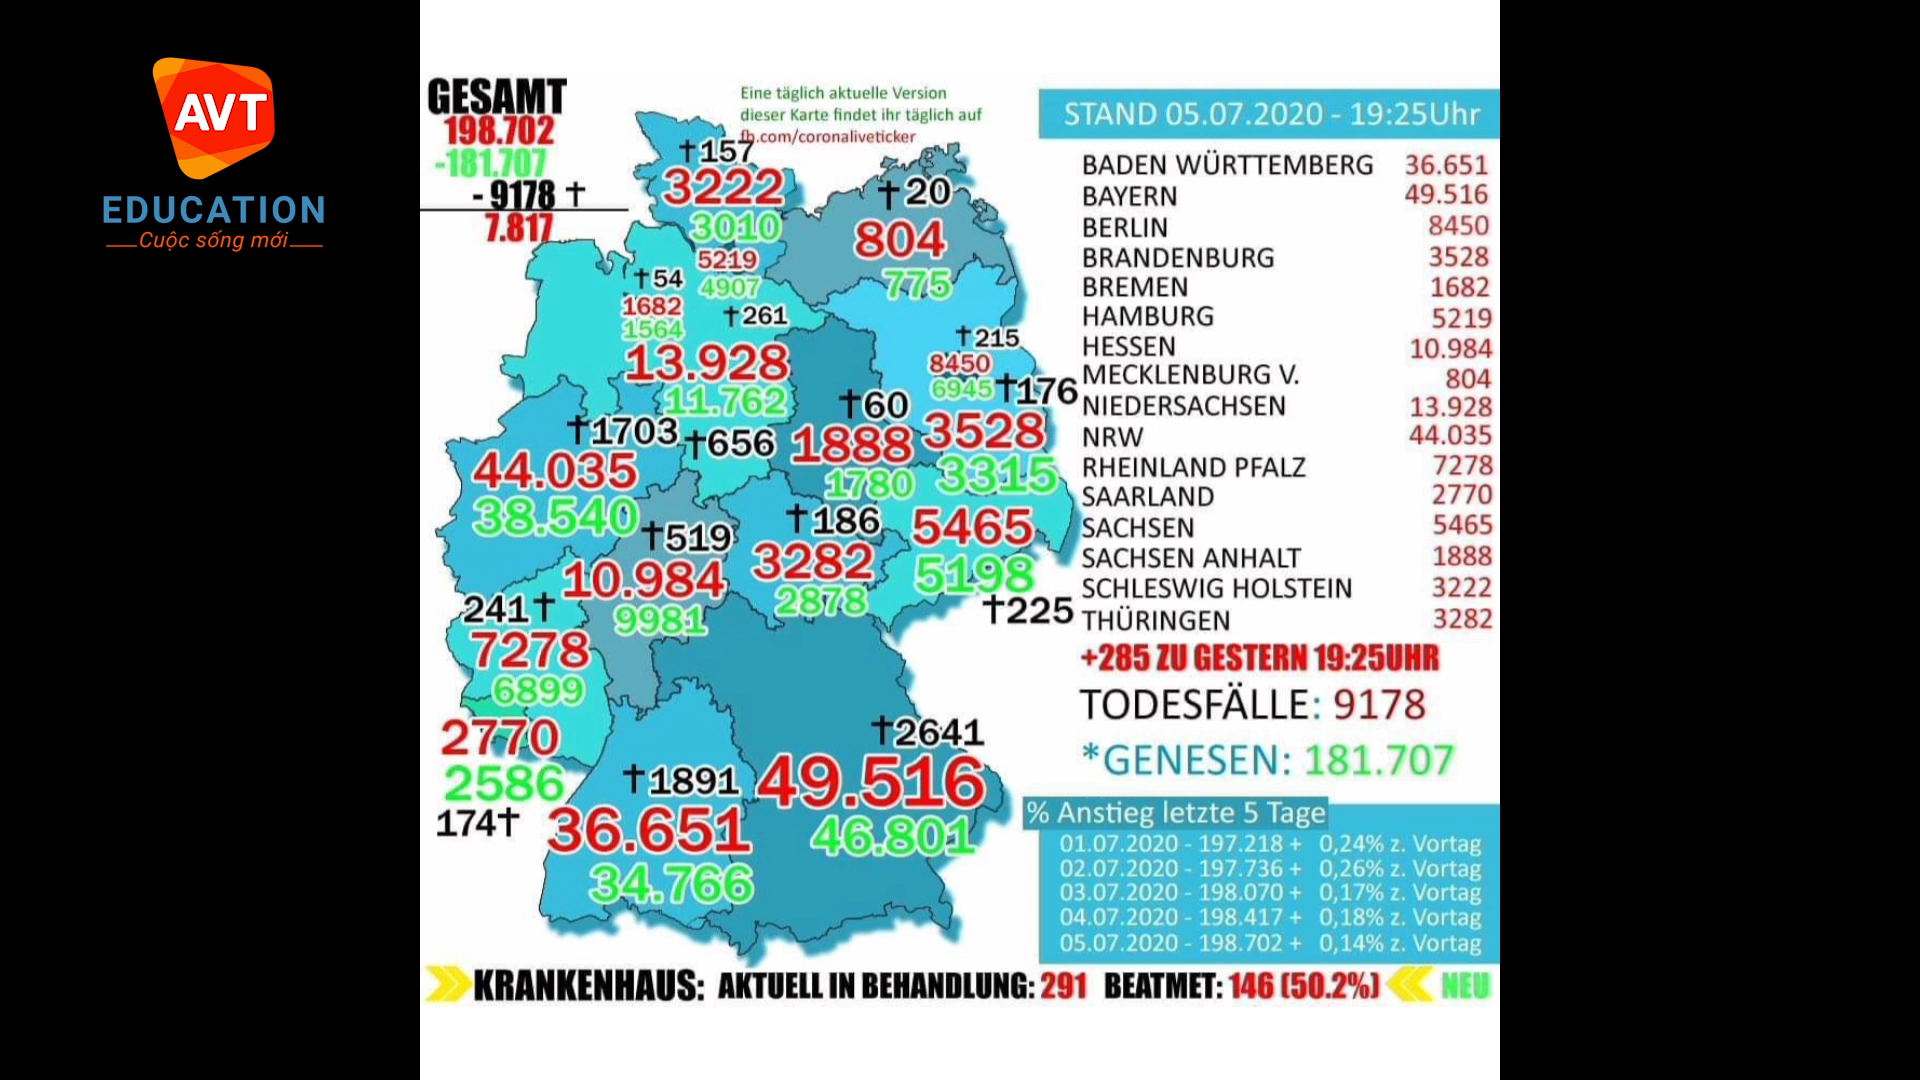 AVT
EDUCATION
Cuộc sống mới
GESAMT
198.702
-181.707
- 9178 †
7.817
Eine täglich aktuelle Version
dieser Karte findet ihr täglich auf
fb.com/coronaliveticker
†157
3222
3010
†20
804
775
5219
4907
†261
†54
1682
1564
13.928
11.762
†656
†215
8450
6945
†176
3528
3315
†60
1888
1780
†1703
44.035
38.540
†519
10.984
9981
†186
3282
2878
5465
5198
†225
241†
7278
6899
2770
2586
174†
†1891
36.651
34.766
†2641
49.516
46.801
STAND 05.07.2020 - 19:25Uhr
BADEN WÜRTTEMBERG 36.651
BAYERN 49.516
BERLIN 8450
BRANDENBURG 3528
BREMEN 1682
HAMBURG 5219
HESSEN 10.984
MECKLENBURG V. 804
NIEDERSACHSEN 13.928
NRW 44.035
RHEINLAND PFALZ 7278
SAARLAND 2770
SACHSEN 5465
SACHSEN ANHALT 1888
SCHLESWIG HOLSTEIN 3222
THÜRINGEN 3282
+285 ZU GESTERN 19:25UHR
TODESFÄLLE: 9178
*GENESEN: 181.707
% Anstieg letzte 5 Tage
01.07.2020 - 197.218 + 0,24% z. Vortag
02.07.2020 - 197.736 + 0,26% z. Vortag
03.07.2020 - 198.070 + 0,17% z. Vortag
04.07.2020 - 198.417 + 0,18% z. Vortag
05.07.2020 - 198.702 + 0,14% z. Vortag
KRANKENHAUS: AKTUELL IN BEHANDLUNG: 291 BEATMET: 146 (50.2%) NEU